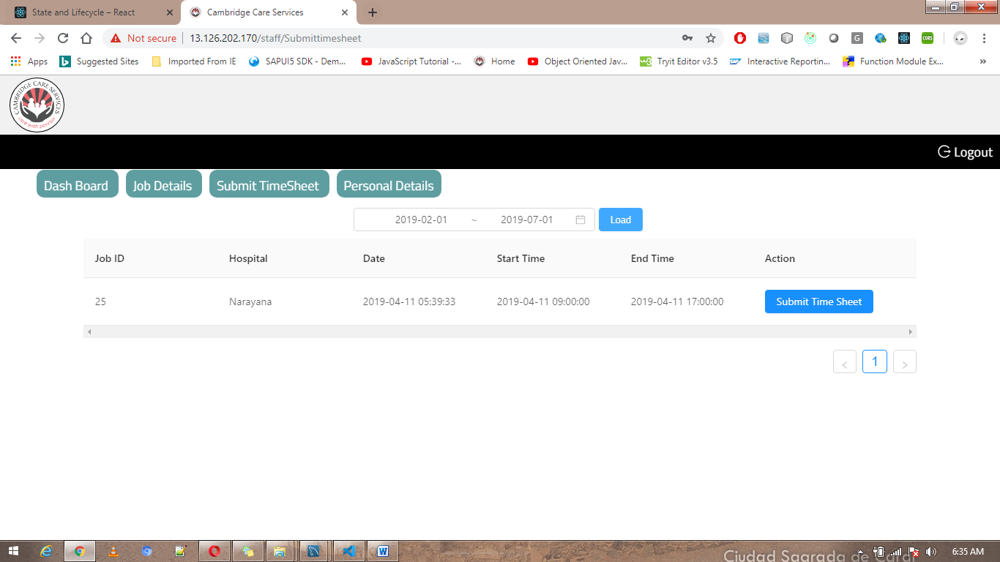 State and Lifecycle – React
Cambridge Care Services
Not secure
13.126.202.170/staff/Submittimesheet
Apps
Suggested Sites
Imported From IE
SAPUI5 SDK - Dem...
JavaScript Tutorial -...
Home
Object Oriented Jav...
Tryit Editor v3.5
Interactive Reportin...
Function Module Ex...
CAMBRIDGE CARE SERVICES
care with passion
Logout
Dash Board
Job Details
Submit TimeSheet
Personal Details
2019-02-01 ~ 2019-07-01
Load
Job ID Hospital Date Start Time End Time Action
25 Narayana 2019-04-11 05:39:33 2019-04-11 09:00:00 2019-04-11 17:00:00 Submit Time Sheet
1
Ciudad Sagrada de Caral
6:35 AM